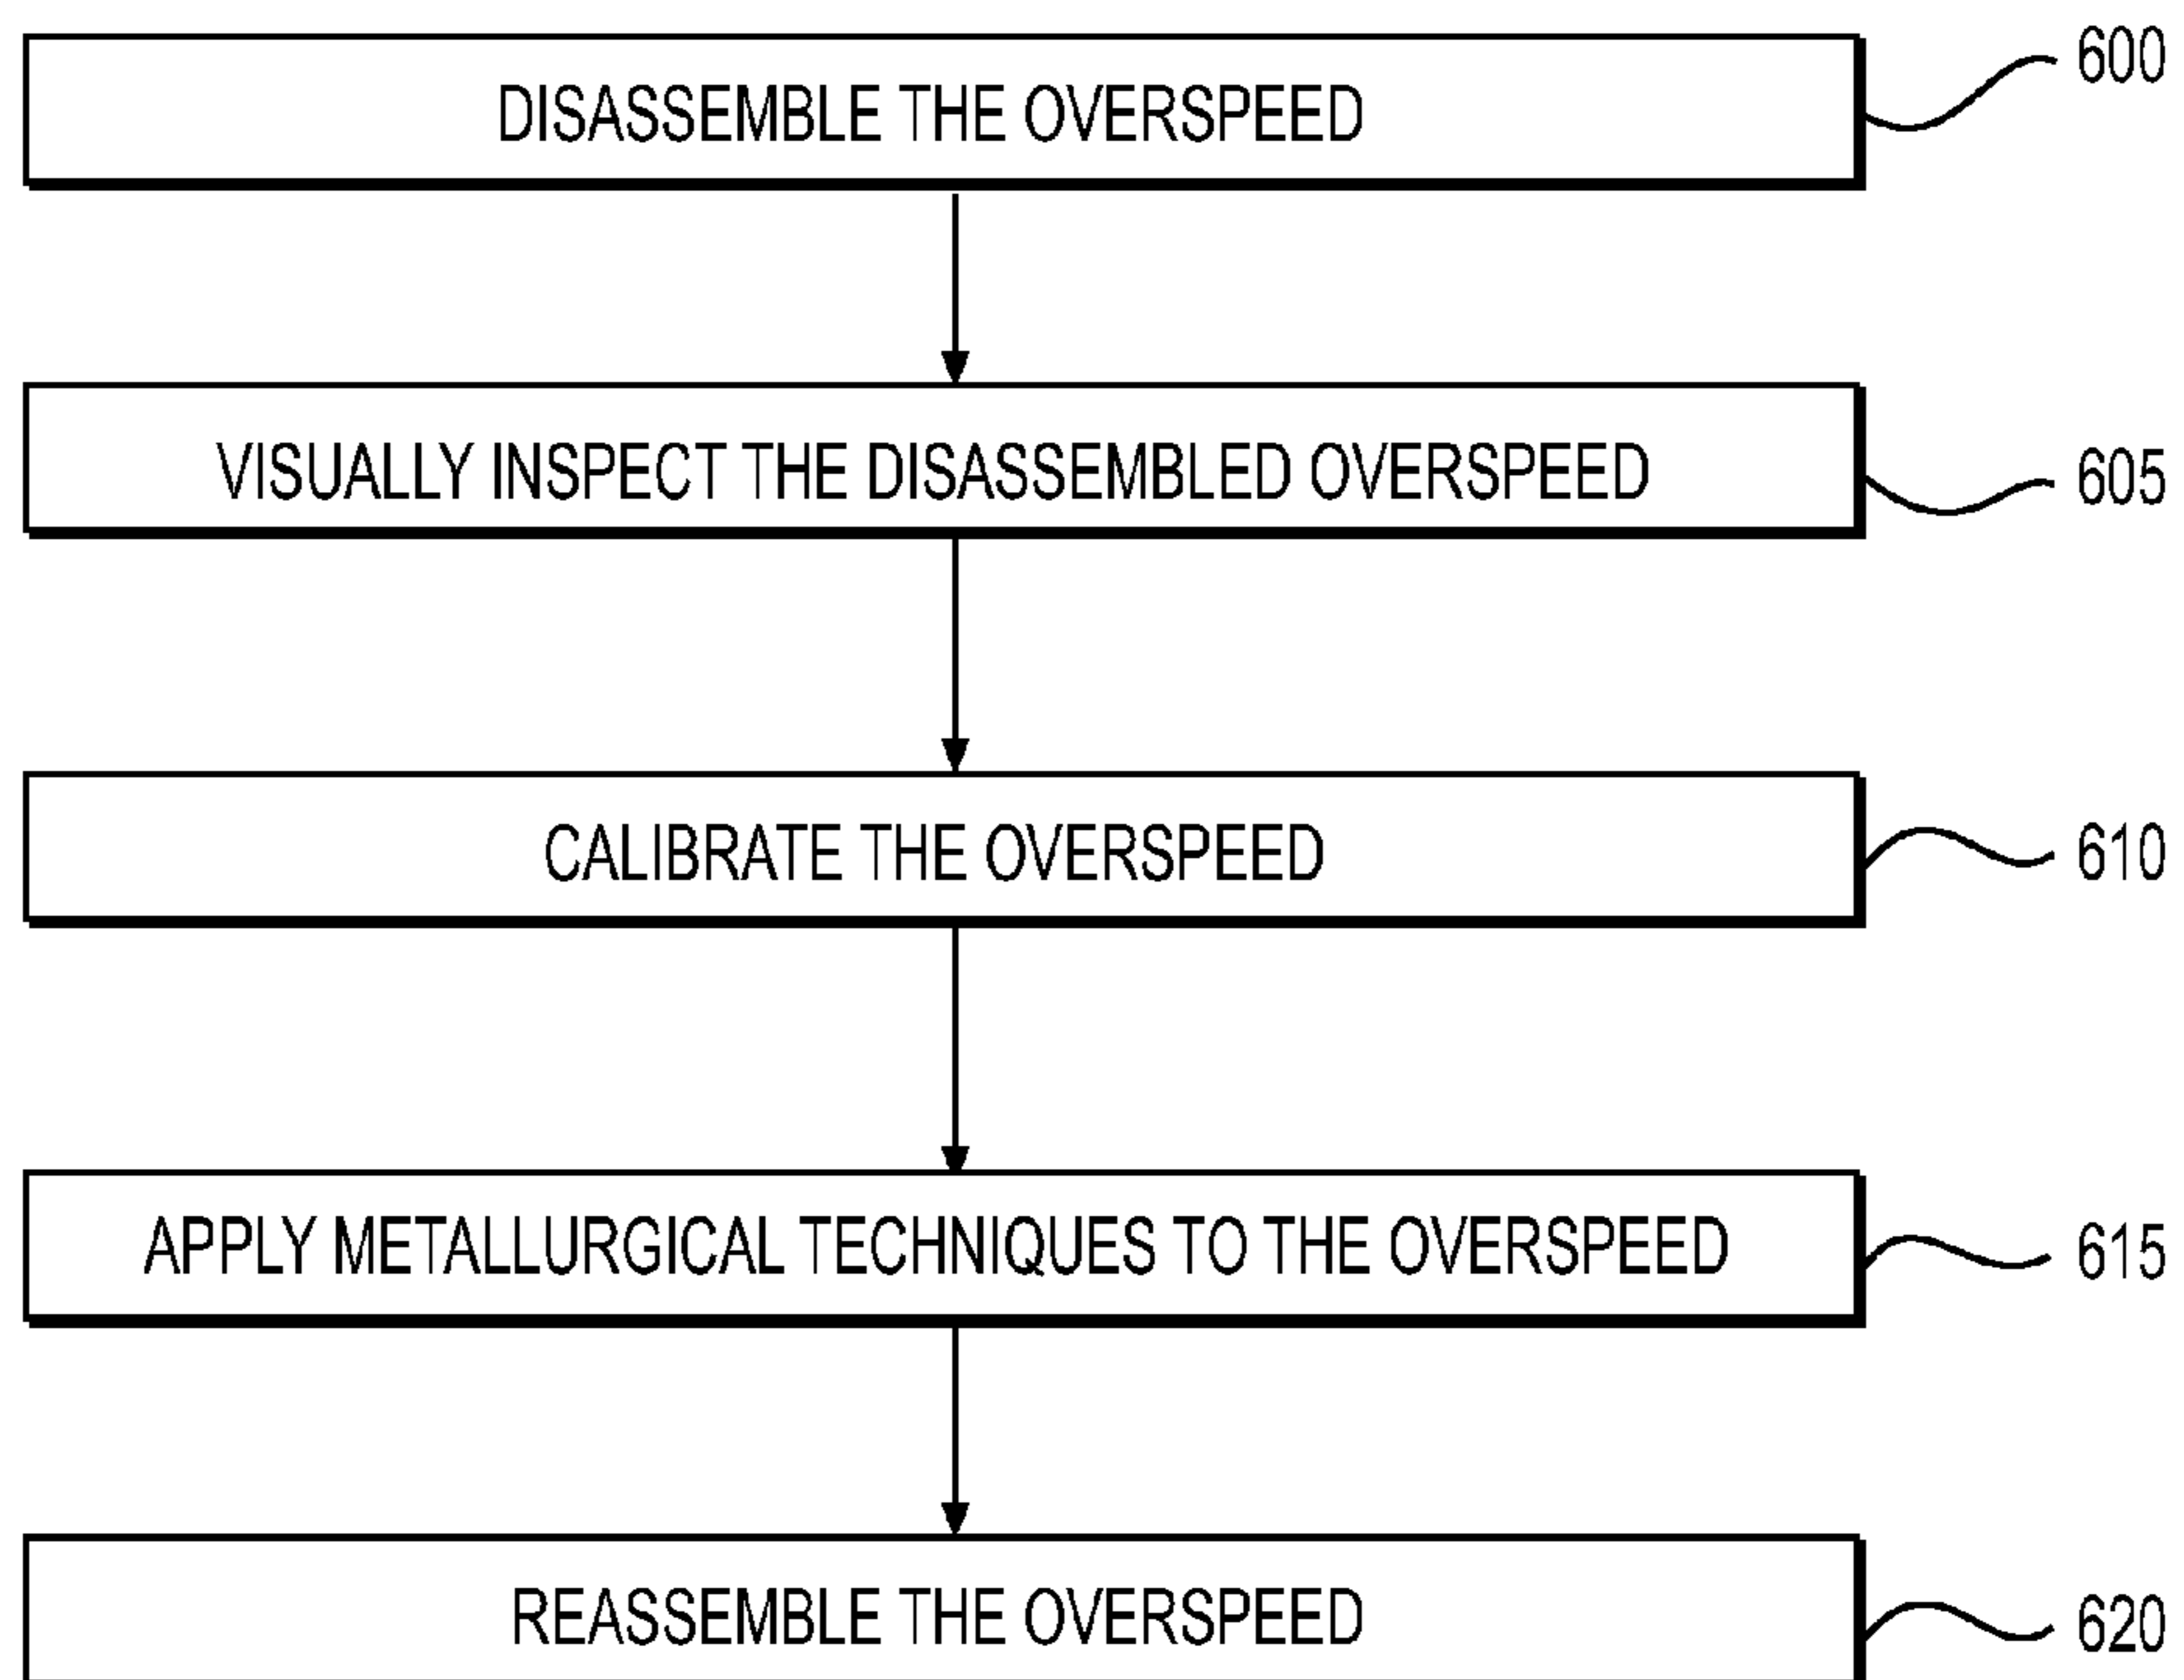 DISASSEMBLE THE OVERSPEED
600
VISUALLY INSPECT THE DISASSEMBLED OVERSPEED
605
CALIBRATE THE OVERSPEED
610
APPLY METALLURGICAL TECHNIQUES TO THE OVERSPEED
615
REASSEMBLE THE OVERSPEED
620